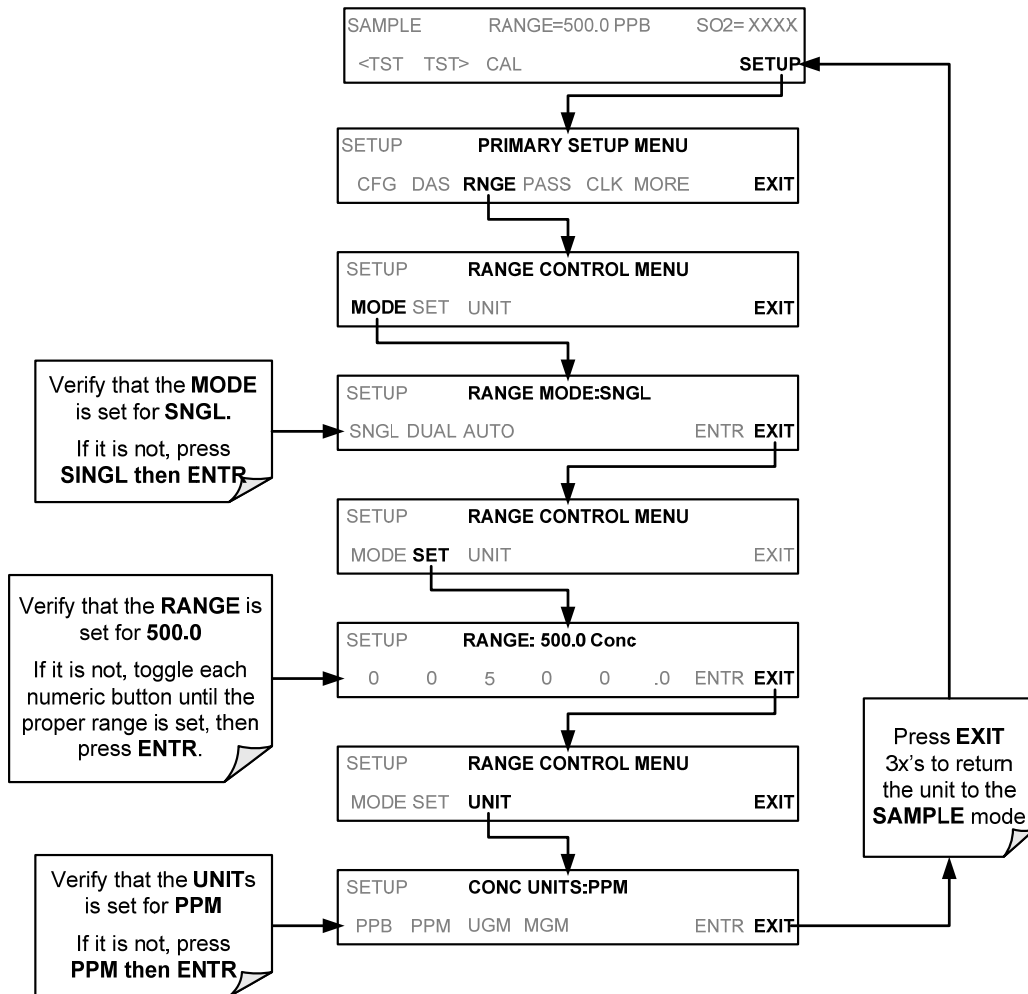 SAMPLE RANGE=500.0 PPB SO2= XXXX
<TST TST> CAL SETUP
SETUP PRIMARY SETUP MENU
CFG DAS RNGE PASS CLK MORE EXIT
SETUP RANGE CONTROL MENU
MODE SET UNIT EXIT
Verify that the MODE
is set for SNGL.
If it is not, press
SINGL then ENTR
SETUP RANGE MODE:SNGL
SNGL DUAL AUTO ENTR EXIT
SETUP RANGE CONTROL MENU
MODE SET UNIT EXIT
Verify that the RANGE is
set for 500.0
If it is not, toggle each
numeric button until the
proper range is set, then
press ENTR.
SETUP RANGE: 500.0 Conc
0 0 5 0 0 .0 ENTR EXIT
SETUP RANGE CONTROL MENU
MODE SET UNIT EXIT
Press EXIT
3x's to return
the unit to the
SAMPLE mode
Verify that the UNITs
is set for PPM
If it is not, press
PPM then ENTR
SETUP CONC UNITS:PPM
PPB PPM UGM MGM ENTR EXIT